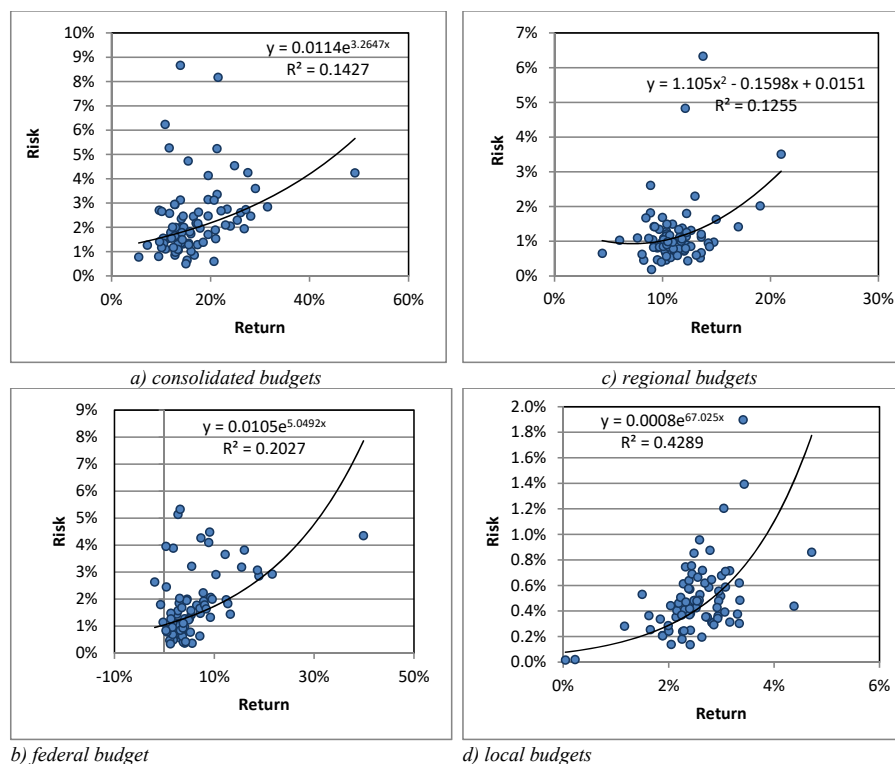 10%
9%
8%
7%
6%
5%
4%
3%
2%
1%
0%
Risk
y = 0.0114e^3.2647x
R² = 0.1427
0% 20% 40% 60%
Return
a) consolidated budgets
7%
6%
5%
4%
3%
2%
1%
0%
Risk
y = 1.105x² - 0.1598x + 0.0151
R² = 0.1255
0% 10% 20% 30%
Return
c) regional budgets
9%
8%
7%
6%
5%
4%
3%
2%
1%
0%
Risk
y = 0.0105e^5.0492x
R² = 0.2027
-10% 10% 30% 50%
Return
b) federal budget
2.0%
1.8%
1.6%
1.4%
1.2%
1.0%
0.8%
0.6%
0.4%
0.2%
0.0%
Risk
y = 0.0008e^67.025x
R² = 0.4289
0% 2% 4% 6%
Return
d) local budgets